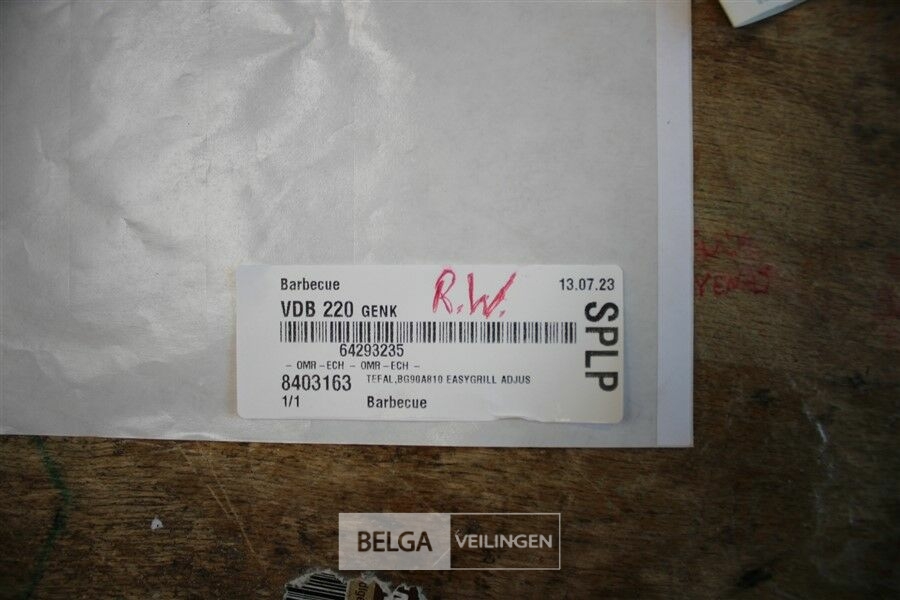 Barbecue
R.W.
13.07.23
VDB 220 GENK
SPLP
64293235
- OMR-ECH - OMR-ECH -
8403163 TEFAL,BG90A810 EASYGRILL ADJUS
1/1 Barbecue
BELGA VEILINGEN